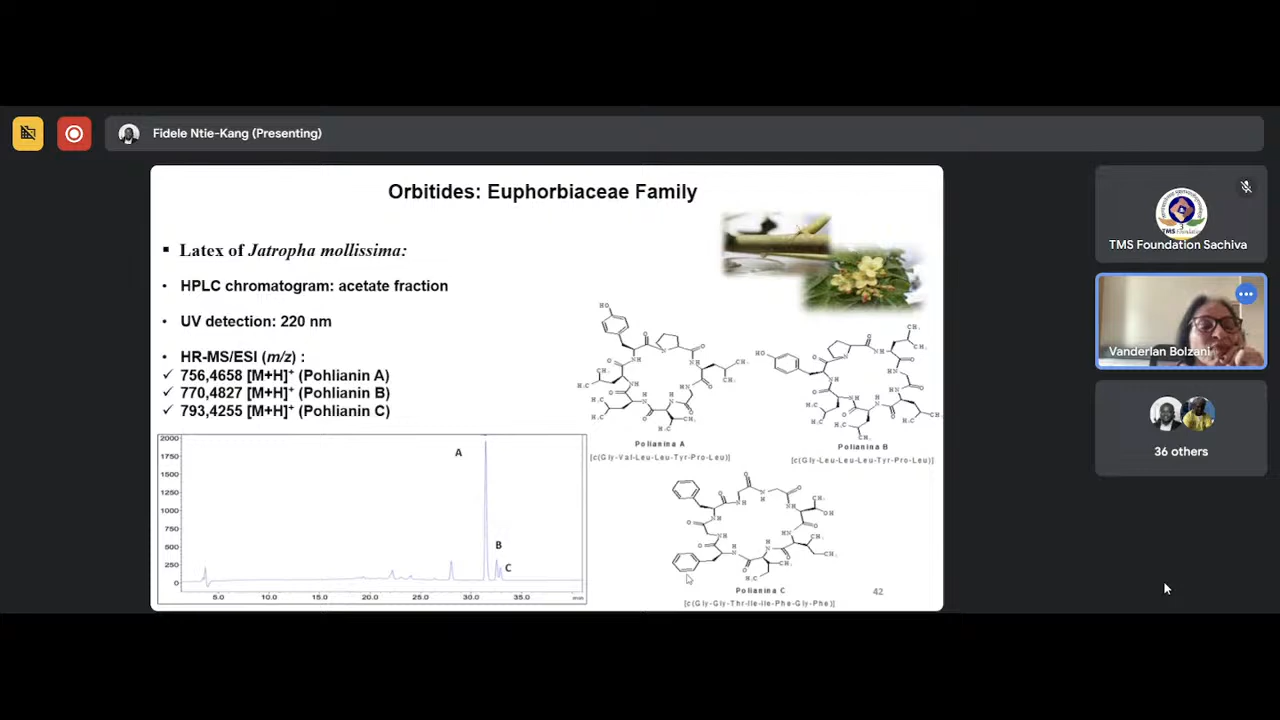 Fidele Ntie-Kang (Presenting)
Orbitides: Euphorbiaceae Family
▪ Latex of Jatropha mollissima:
• HPLC chromatogram: acetate fraction
• UV detection: 220 nm
• HR-MS/ESI (m/z) :
✓ 756,4658 [M+H]⁺ (Pohlianin A)
✓ 770,4827 [M+H]⁺ (Pohlianin B)
✓ 793,4255 [M+H]⁺ (Pohlianin C)
2000
1750
1500
1250
1000
750
500
250
0
5.0 10.0 15.0 20.0 25.0 30.0 35.0 min
A
B
C
Polianina A
[c(Gly-Val-Leu-Leu-Tyr-Pro-Leu)]
Polianina B
[c(Gly-Leu-Leu-Leu-Tyr-Pro-Leu)]
Polianina C
[c(Gly-Gly-Thr-Ile-Ile-Phe-Gly-Phe)]
42
TMS Foundation
TMS Foundation Sachiva
Vanderlan Bolzani
36 others